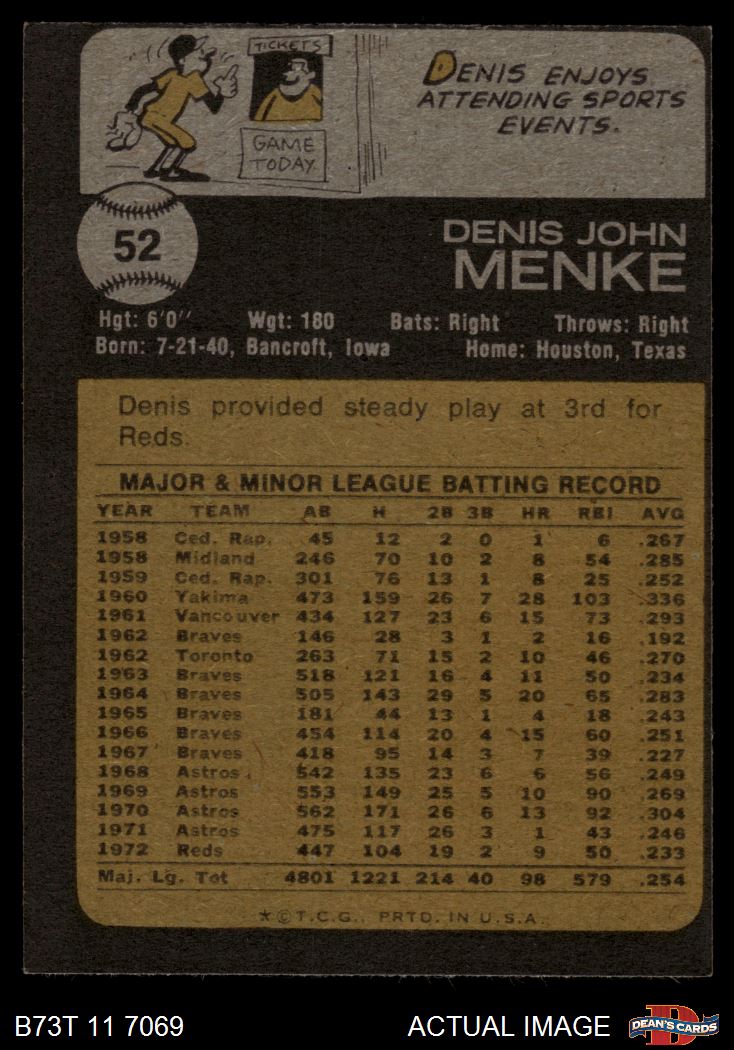 TICKETS
GAME
TODAY
DENIS ENJOYS
ATTENDING SPORTS
EVENTS.
52
DENIS JOHN
MENKE
Hgt: 6'0" Wgt: 180 Bats: Right Throws: Right
Born: 7-21-40, Bancroft, Iowa Home: Houston, Texas
Denis provided steady play at 3rd for
Reds.
MAJOR & MINOR LEAGUE BATTING RECORD
YEAR TEAM AB H 2B 3B HR RBI AVG
1958 Ced. Rap. 45 12 2 0 1 6 .267
1958 Midland 246 70 10 2 8 54 .285
1959 Ced. Rap. 301 76 13 1 8 25 .252
1960 Yakima 473 159 26 7 28 103 .336
1961 Vancouver 434 127 23 6 15 73 .293
1962 Braves 146 28 3 1 2 16 .192
1962 Toronto 263 71 15 2 10 46 .270
1963 Braves 518 121 16 4 11 50 .234
1964 Braves 505 143 29 5 20 65 .283
1965 Braves 181 44 13 1 4 18 .243
1966 Braves 454 114 20 4 15 60 .251
1967 Braves 418 95 14 3 7 39 .227
1968 Astros 542 135 23 6 6 56 .249
1969 Astros 553 149 25 5 10 90 .269
1970 Astros 562 171 26 6 13 92 .304
1971 Astros 475 117 26 3 1 43 .246
1972 Reds 447 104 19 2 9 50 .233
Maj. Lg. Tot 4801 1221 214 40 98 579 .254
*©T.C.G. PRTD. IN U.S.A.
B73T 11 7069 ACTUAL IMAGE D DEAN'S CARDS